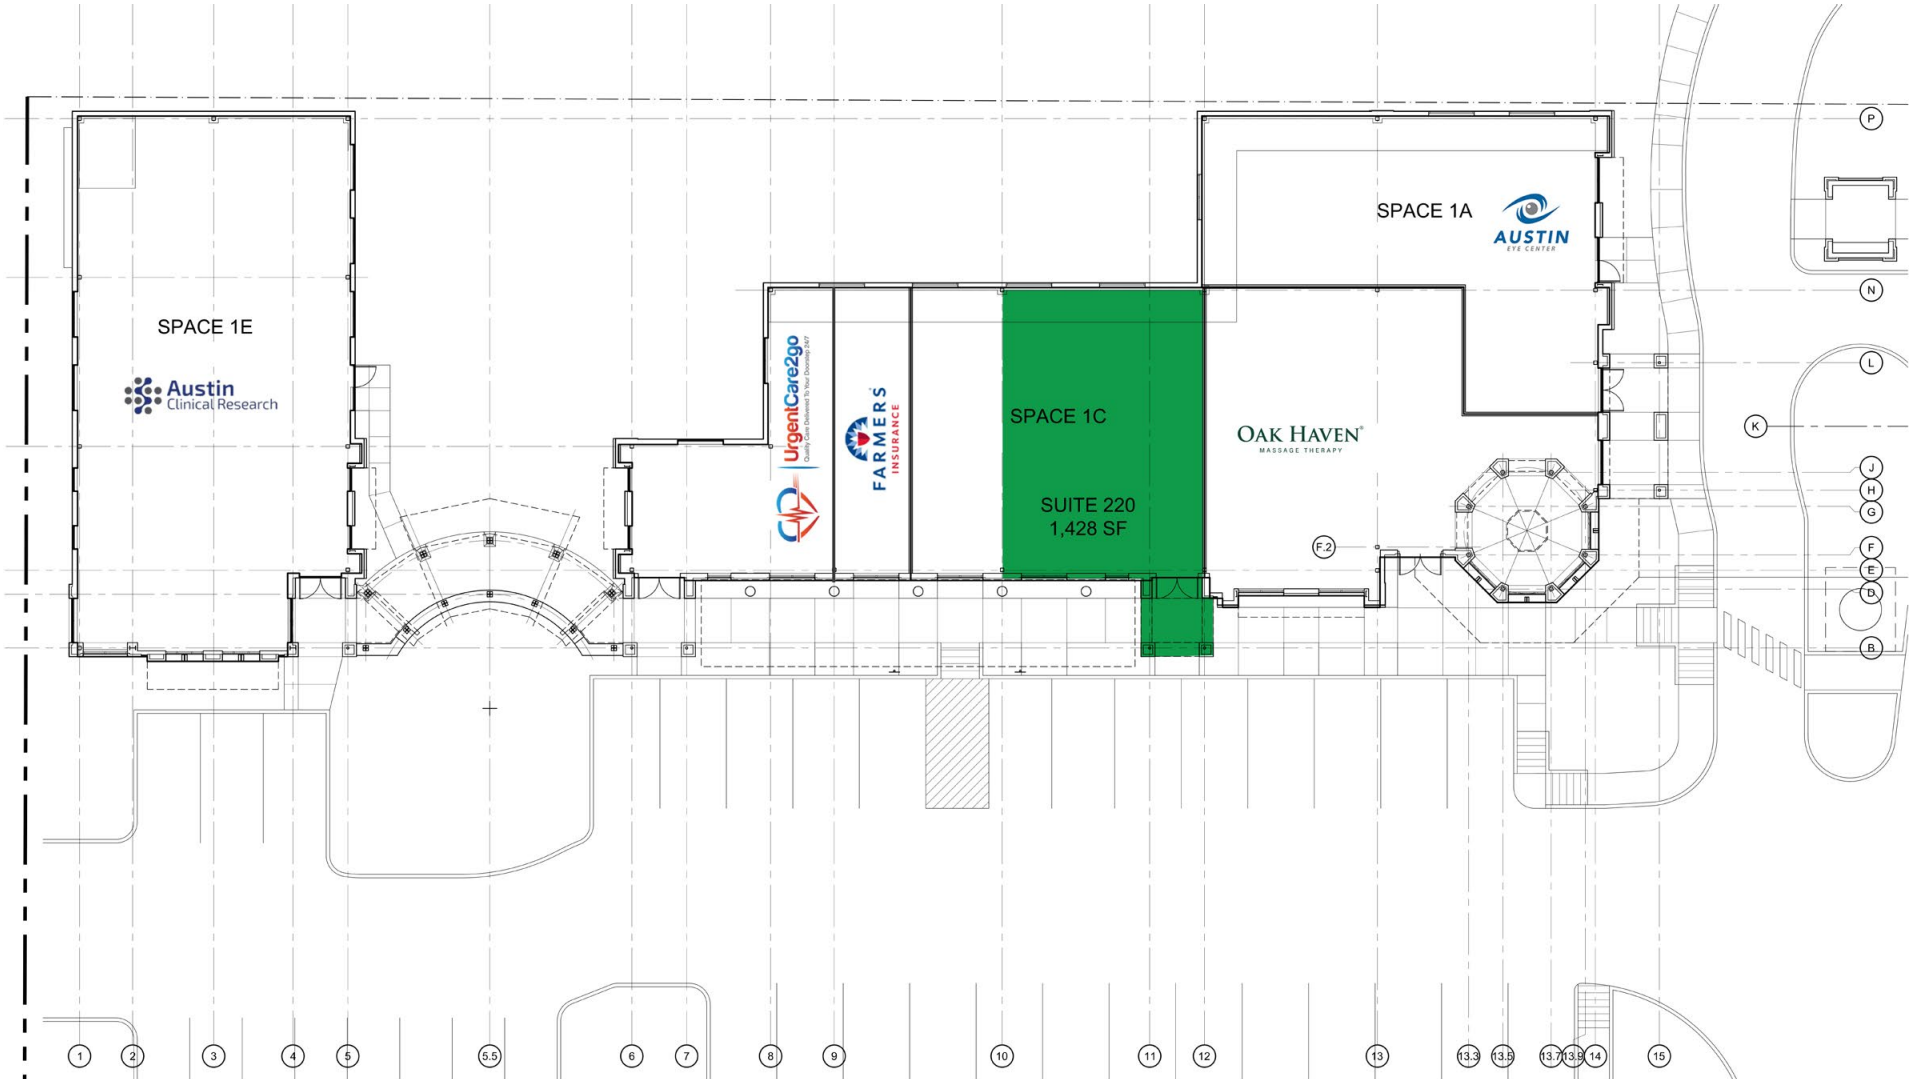 P
SPACE 1A
AUSTIN
EYE CENTER
N
SPACE 1E
Austin
Clinical Research
UrgentCare2go
Quality Care Delivered To Your Doorstep 24/7
FARMERS
INSURANCE
L
SPACE 1C
OAK HAVEN®
MASSAGE THERAPY
K
J
H
G
SUITE 220
1,428 SF
F.2
F
E
D
B
1
2
3
4
5
5.5
6
7
8
9
10
11
12
13
13.3
13.5
13.7
13.9
14
15